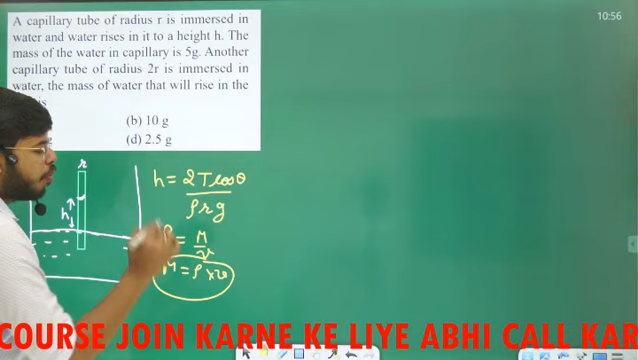 10:56
A capillary tube of radius r is immersed in
water and water rises in it to a height h. The
mass of the water in capillary is 5g. Another
capillary tube of radius 2r is immersed in
water, the mass of water that will rise in the
is
(b) 10 g
(d) 2.5 g
r
h
h = 2T cosθ
ρrg
= M
v
M = ρ × v
COURSE JOIN KARNE KE LIYE ABHI CALL KAR